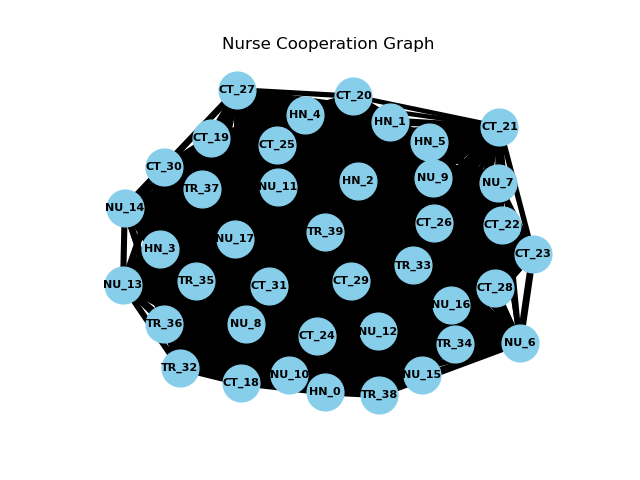 Nurse Cooperation Graph
CT_27
CT_20
HN_4
HN_1
CT_21
CT_19
HN_5
CT_25
CT_30
NU_9
HN_2
NU_7
TR_37
NU_11
NU_14
CT_26
CT_22
TR_39
NU_17
HN_3
CT_23
TR_33
TR_35
CT_29
NU_13
CT_31
CT_28
NU_16
TR_36
NU_8
NU_12
CT_24
NU_6
TR_34
TR_32
NU_10
NU_15
CT_18
HN_0
TR_38